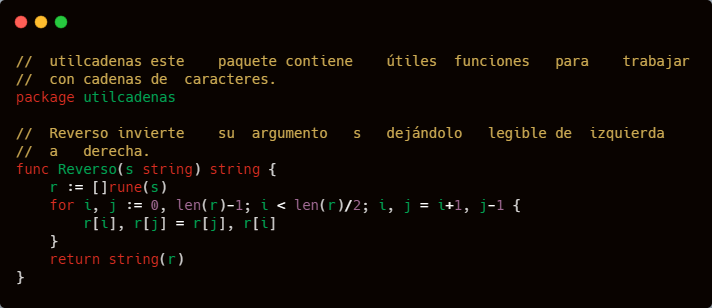 //  utilcadenas este    paquete contiene    útiles  funciones   para    trabajar
//  con cadenas de  caracteres.
package utilcadenas

//  Reverso invierte    su  argumento   s   dejándolo   legible de  izquierda
//  a   derecha.
func Reverso(s string) string {
    r := []rune(s)
    for i, j := 0, len(r)-1; i < len(r)/2; i, j = i+1, j-1 {
        r[i], r[j] = r[j], r[i]
    }
    return string(r)
}